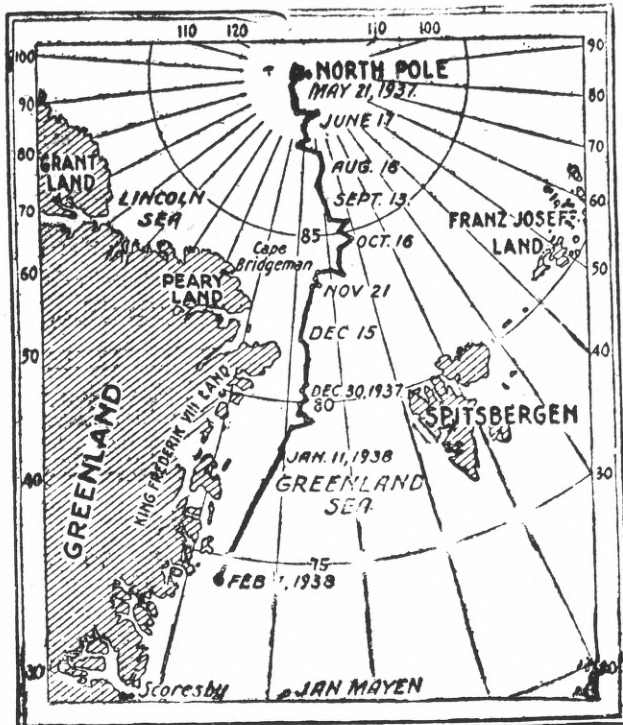 110 120 110 100
100 90
NORTH POLE
90 80
MAY 21, 1937.
JUNE 17
80 70
GRANT LAND
AUG. 16
LINCOLN SEA
SEPT. 13
60
70
FRANZ JOSEF LAND
85
OCT. 16
Cape Bridgeman
60
50
PEARY LAND
NOV 21
50
DEC 15
40
DEC 30, 1937.
80
SPITSBERGEN
KING FREDERIK VIII LAND
GREENLAND
40
JAN. 11, 1938
30
GREENLAND SEA
75
FEB 1938
30
Scoresby
JAN MAYEN